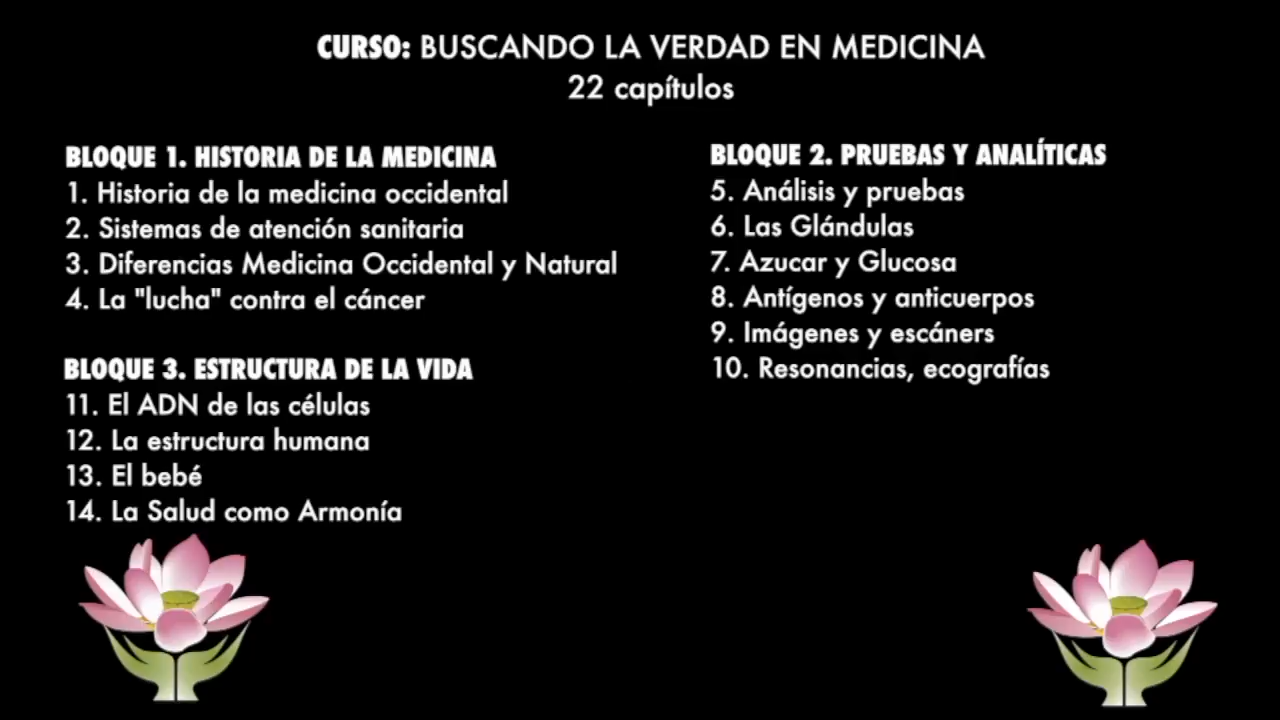 CURSO: BUSCANDO LA VERDAD EN MEDICINA
22 capítulos
BLOQUE 1. HISTORIA DE LA MEDICINA
1. Historia de la medicina occidental
2. Sistemas de atención sanitaria
3. Diferencias Medicina Occidental y Natural
4. La "lucha" contra el cáncer
BLOQUE 2. PRUEBAS Y ANALÍTICAS
5. Análisis y pruebas
6. Las Glándulas
7. Azucar y Glucosa
8. Antígenos y anticuerpos
9. Imágenes y escáners
10. Resonancias, ecografías
BLOQUE 3. ESTRUCTURA DE LA VIDA
11. El ADN de las células
12. La estructura humana
13. El bebé
14. La Salud como Armonía